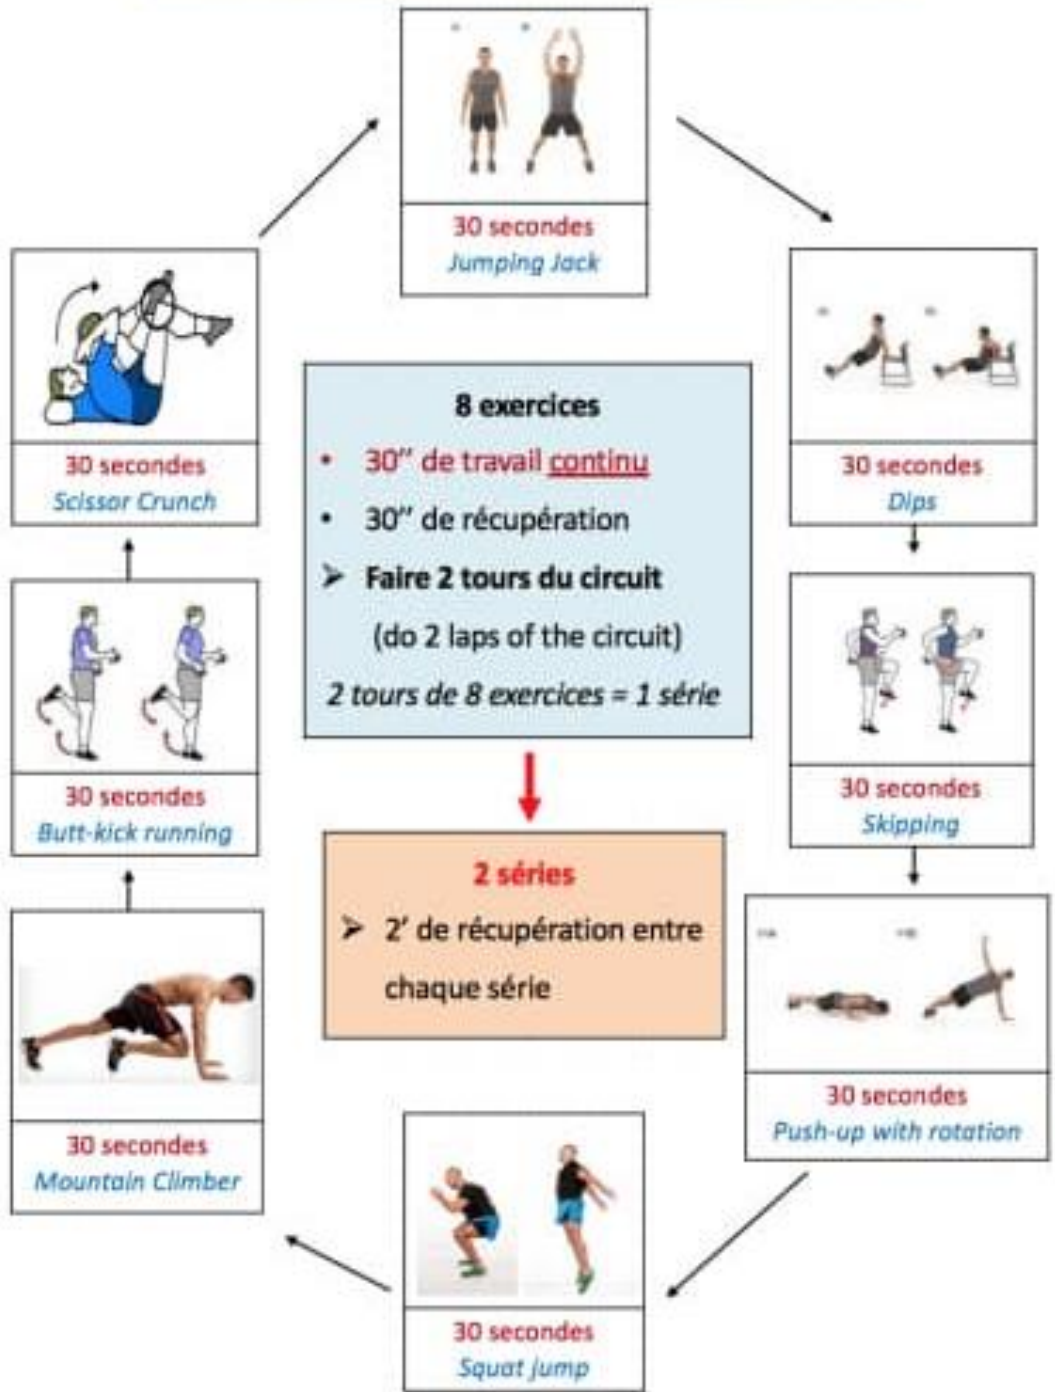 30 secondes
Jumping Jack
30 secondes
Dips
30 secondes
Skipping
30 secondes
Push-up with rotation
30 secondes
Squat jump
30 secondes
Mountain Climber
30 secondes
Butt-kick running
30 secondes
Scissor Crunch
8 exercices
• 30’’ de travail continu
• 30’’ de récupération
➢ Faire 2 tours du circuit
(do 2 laps of the circuit)
2 tours de 8 exercices = 1 série
2 séries
➢ 2’ de récupération entre
chaque série